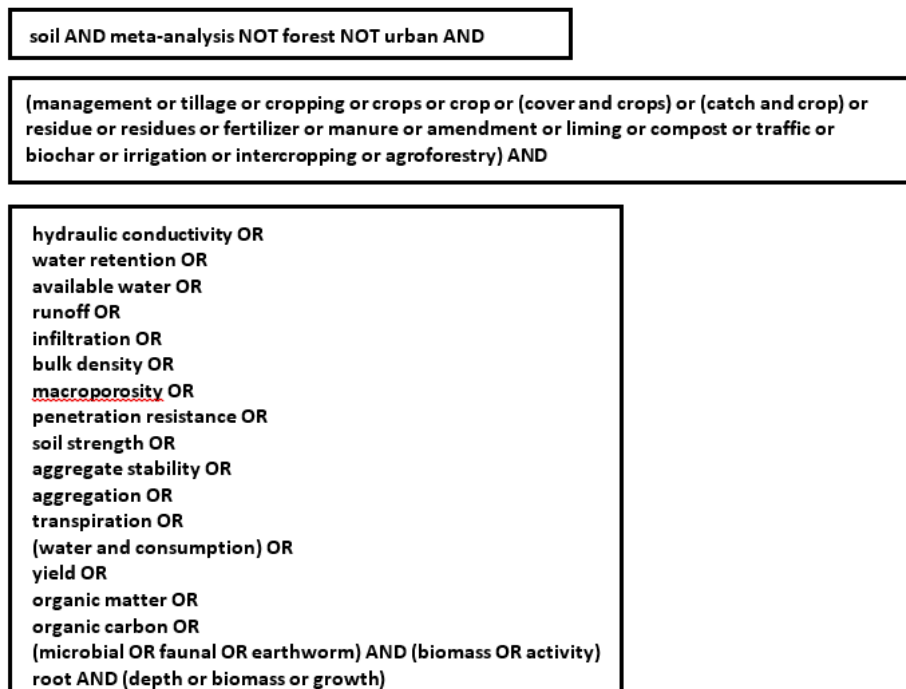 soil AND meta-analysis NOT forest NOT urban AND
(management or tillage or cropping or crops or crop or (cover and crops) or (catch and crop) or
residue or residues or fertilizer or manure or amendment or liming or compost or traffic or
biochar or irrigation or intercropping or agroforestry) AND
hydraulic conductivity OR
water retention OR
available water OR
runoff OR
infiltration OR
bulk density OR
macroporosity OR
penetration resistance OR
soil strength OR
aggregate stability OR
aggregation OR
transpiration OR
(water and consumption) OR
yield OR
organic matter OR
organic carbon OR
(microbial OR faunal OR earthworm) AND (biomass OR activity)
root AND (depth or biomass or growth)